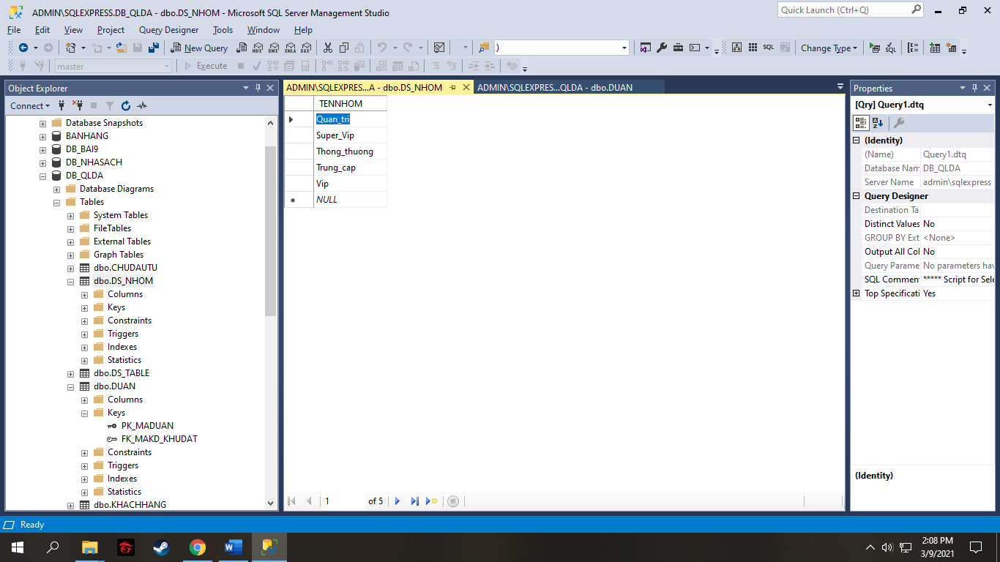 ADMIN\SQLEXPRESS.DB_QLDA - dbo.DS_NHOM - Microsoft SQL Server Management Studio
Quick Launch (Ctrl+Q)
File Edit View Project Query Designer Tools Window Help
New Query MDX DMX XMLA DAX ) SQL Change Type SQL
master Execute
Object Explorer
Connect
Database Snapshots
BANHANG
DB_BAI9
DB_NHASACH
DB_QLDA
Database Diagrams
Tables
System Tables
FileTables
External Tables
Graph Tables
dbo.CHUDAUTU
dbo.DS_NHOM
Columns
Keys
Constraints
Triggers
Indexes
Statistics
dbo.DS_TABLE
dbo.DUAN
Columns
Keys
PK_MADUAN
FK_MAKD_KHUDAT
Constraints
Triggers
Indexes
Statistics
dbo.KHACHHANG
ADMIN\SQLEXPRES...A - dbo.DS_NHOM
ADMIN\SQLEXPRES...QLDA - dbo.DUAN
TENNHOM
Quan_tri
Super_Vip
Thong_thuong
Trung_cap
Vip
NULL
1 of 5
Properties
[Qry] Query1.dtq
(Identity)
(Name) Query1.dtq
Database Nam DB_QLDA
Server Name admin\sqlexpress
Query Designer
Destination Ta
Distinct Values No
GROUP BY Ext <None>
Output All Col No
Query Parame No parameters hav
SQL Comment ***** Script for Sele
Top Specificati Yes
(Identity)
Ready
2:08 PM
3/9/2021